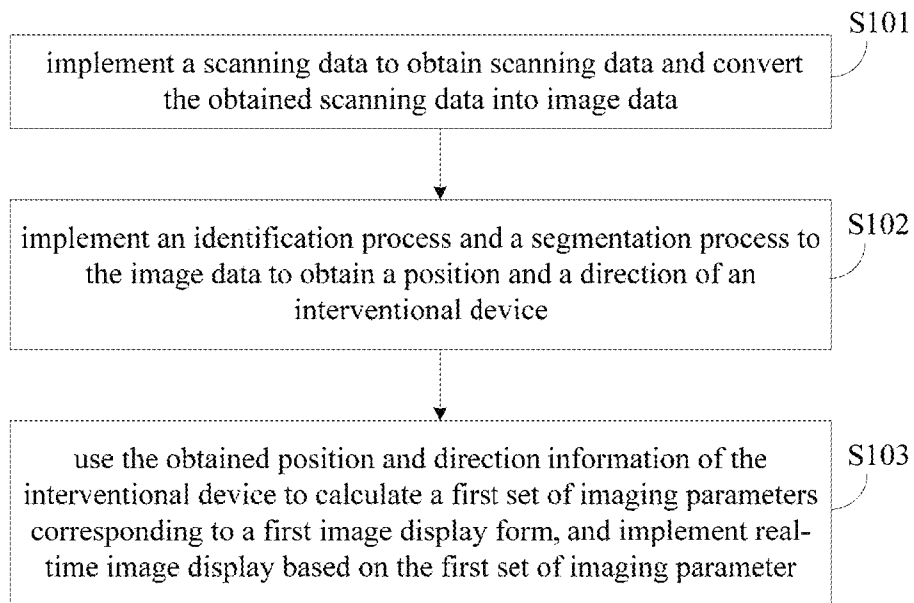 S101
implement a scanning data to obtain scanning data and convert
the obtained scanning data into image data
S102
implement an identification process and a segmentation process to
the image data to obtain a position and a direction of an
interventional device
S103
use the obtained position and direction information of the
interventional device to calculate a first set of imaging parameters
corresponding to a first image display form, and implement real-
time image display based on the first set of imaging parameter